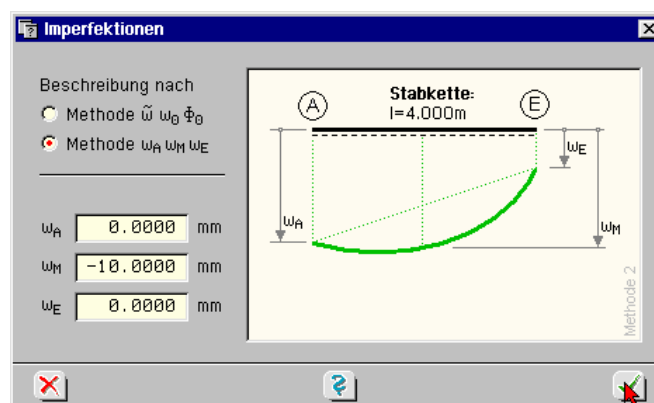 Imperfektionen
Beschreibung nach
Methode w̃ w₀ Φ₀
Methode wA wM wE
wA 0.0000 mm
wM -10.0000 mm
wE 0.0000 mm
Stabkette:
l=4.000m
A
E
wE
wA
wM
Methode 2